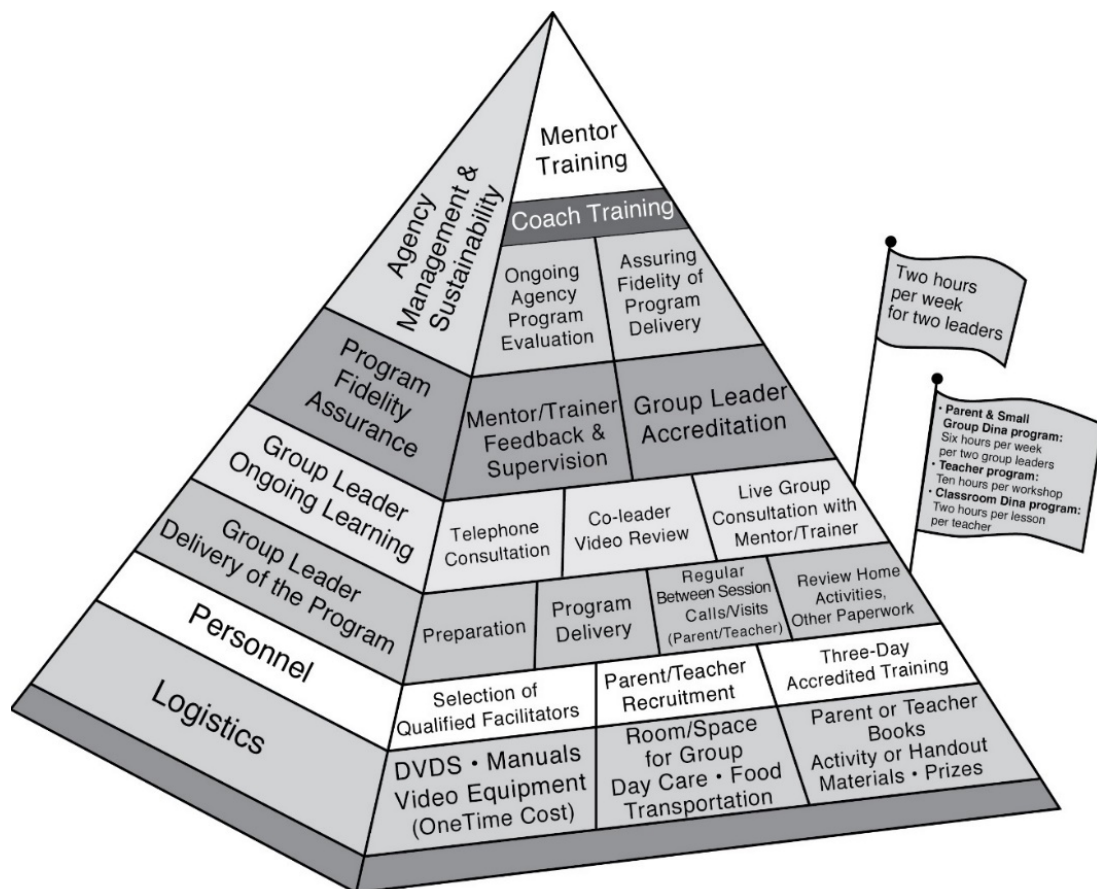 Agency
Management &
Sustainability
Mentor
Training
Coach Training
Ongoing
Agency
Program
Evaluation
Assuring
Fidelity of
Program
Delivery
Program
Fidelity
Assurance
Mentor/Trainer
Feedback &
Supervision
Group Leader
Accreditation
Group Leader
Ongoing Learning
Telephone
Consultation
Co-leader
Video Review
Live Group
Consultation with
Mentor/Trainer
Two hours
per week
for two leaders
Group Leader
Delivery of the Program
Preparation
Program
Delivery
Regular
Between Session
Calls/Visits
(Parent/Teacher)
Review Home
Activities,
Other Paperwork
• Parent & Small
Group Dina program:
Six hours per week
per two group leaders
• Teacher program:
Ten hours per workshop
• Classroom Dina program:
Two hours per lesson
per teacher
Personnel
Selection of
Qualified Facilitators
Parent/Teacher
Recruitment
Three-Day
Accredited Training
Logistics
DVDS • Manuals
Video Equipment
(OneTime Cost)
Room/Space
for Group
Day Care • Food
Transportation
Parent or Teacher
Books
Activity or Handout
Materials • Prizes